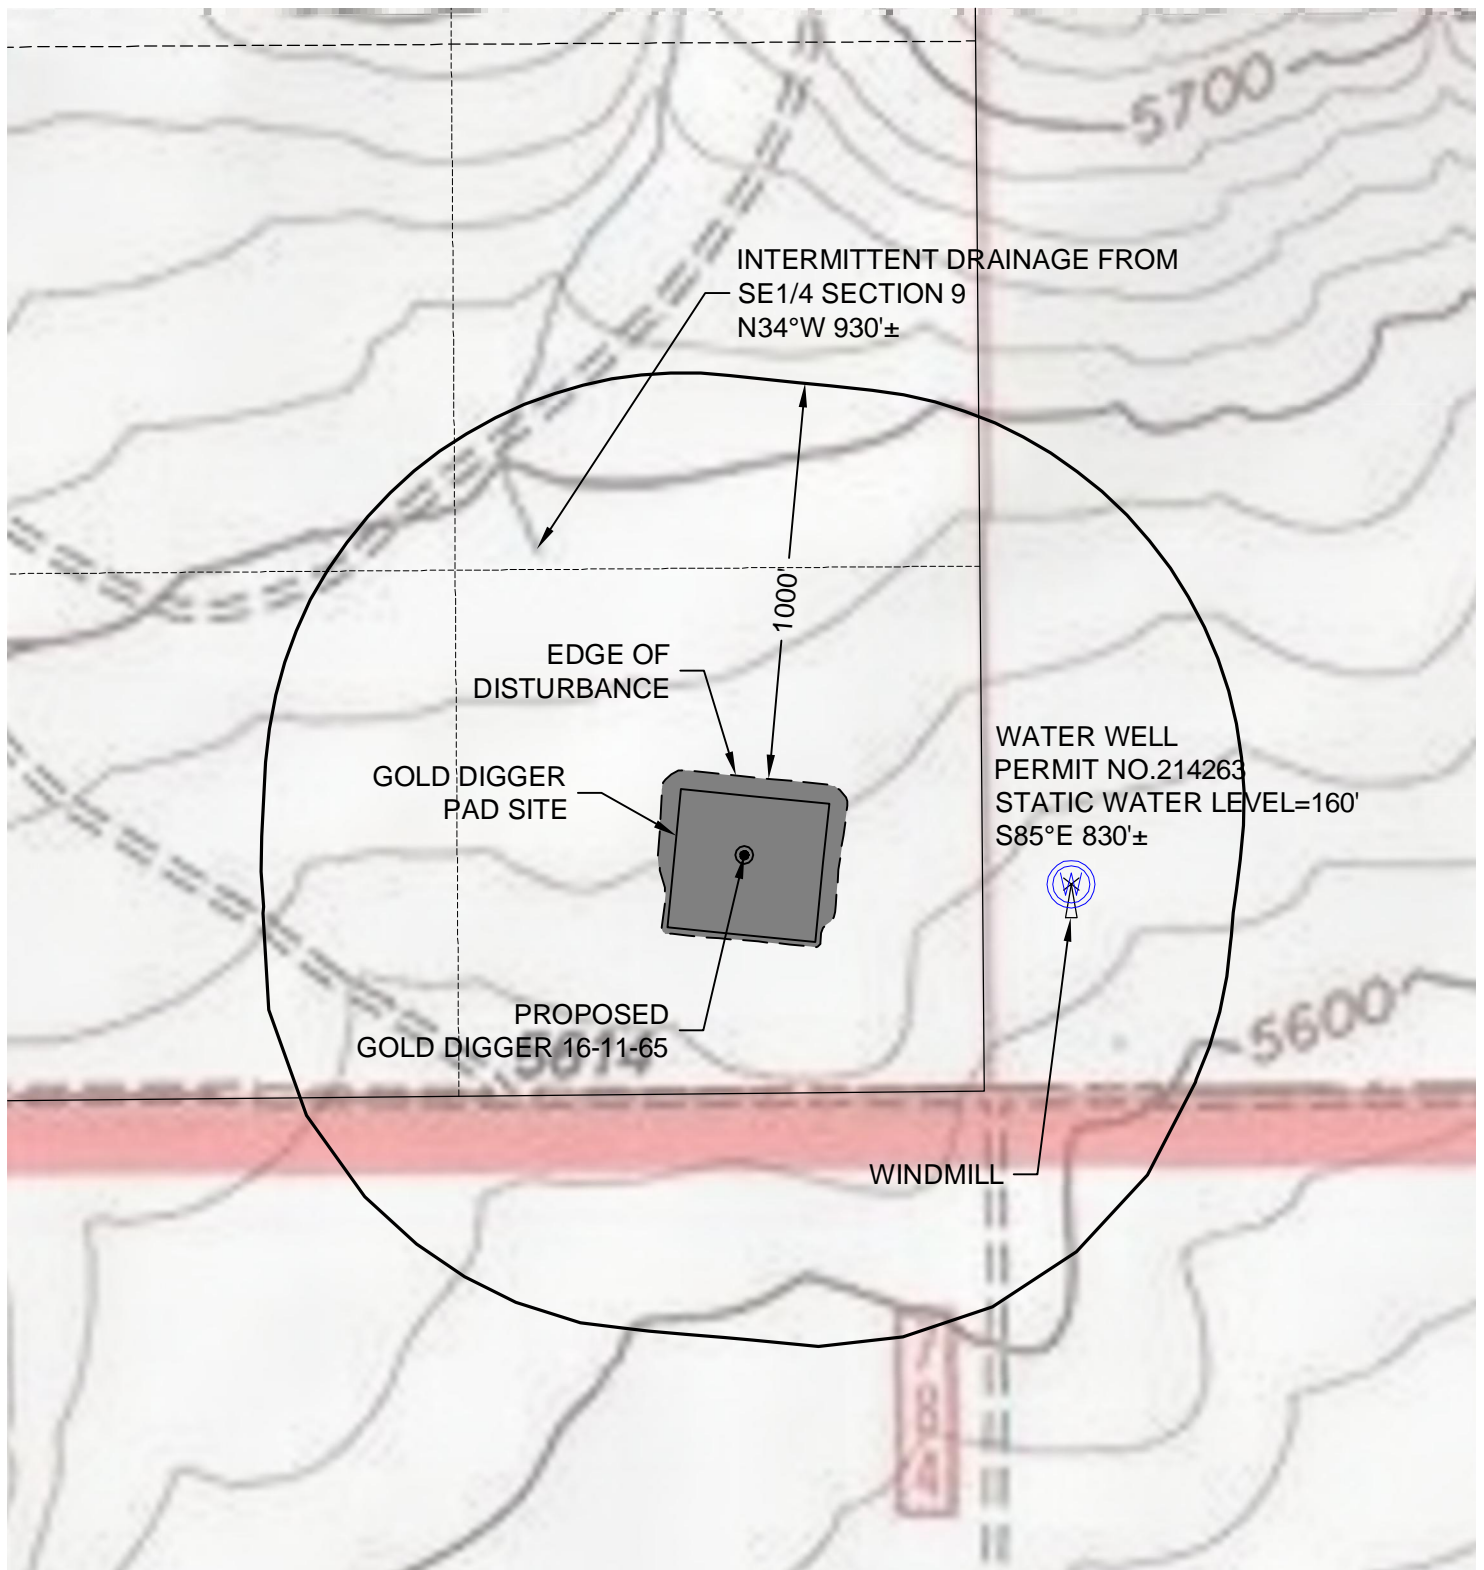 5700
INTERMITTENT DRAINAGE FROM
SE1/4 SECTION 9
N34°W 930'±
1000'
EDGE OF
DISTURBANCE
WATER WELL
PERMIT NO.214263
STATIC WATER LEVEL=160'
S85°E 830'±
GOLD DIGGER
PAD SITE
W
PROPOSED
GOLD DIGGER 16-11-65
5600
5614
WINDMILL